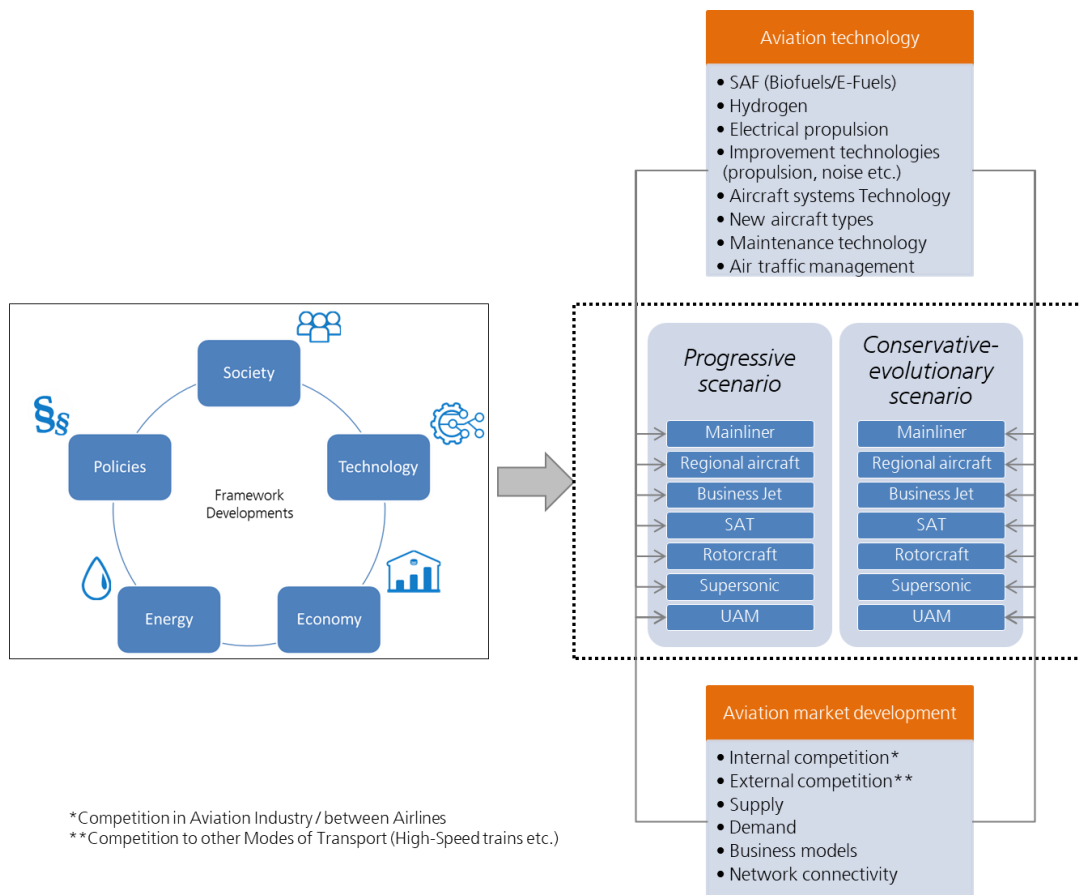 Aviation technology
• SAF (Biofuels/E-Fuels)
• Hydrogen
• Electrical propulsion
• Improvement technologies
(propulsion, noise etc.)
• Aircraft systems Technology
• New aircraft types
• Maintenance technology
• Air traffic management
§§
Society
Policies
Technology
Framework
Developments
Energy
Economy
Progressive
scenario
Mainliner
Regional aircraft
Business Jet
SAT
Rotorcraft
Supersonic
UAM
Conservative-
evolutionary
scenario
Mainliner
Regional aircraft
Business Jet
SAT
Rotorcraft
Supersonic
UAM
Aviation market development
• Internal competition*
• External competition**
• Supply
• Demand
• Business models
• Network connectivity
*Competition in Aviation Industry / between Airlines
**Competition to other Modes of Transport (High-Speed trains etc.)